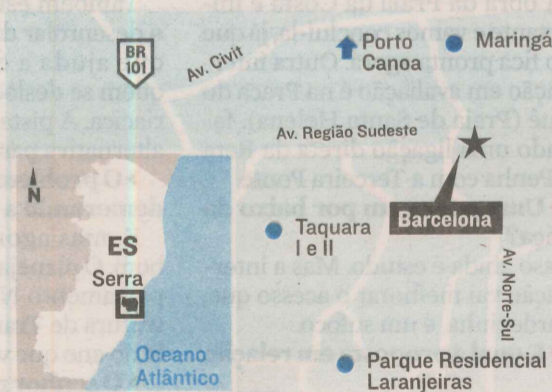 BR
101
Av. Civit
Porto
Canoa
Maringá
Av. Região Sudeste
N
ES
Serra
Taquara
I e II
Barcelona
Av. Norte-Sul
Oceano
Atlântico
Parque Residencial
Laranjeiras